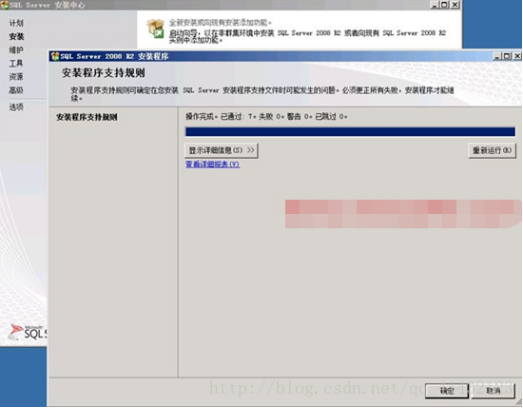 SQL Server 安装中心
计划
安装
维护
工具
资源
高级
选项
全新安装或向现有安装添加功能。
启动向导，以在非群集环境中安装 SQL Server 2008 R2 或者向现有 SQL Server 2008 R2
实例中添加功能。
SQL Server 2008 R2 安装程序
安装程序支持规则
安装程序支持规则可确定在您安装 SQL Server 安装程序支持文件时可能发生的问题。必须更正所有失败，安装程序才能继
续。
安装程序支持规则
操作完成。已通过: 7。失败 0。警告 0。已跳过 0。
显示详细信息(S) >>
重新运行(R)
查看详细报表(V)
SQL S
确定
取消
http://blog.csdn.net/